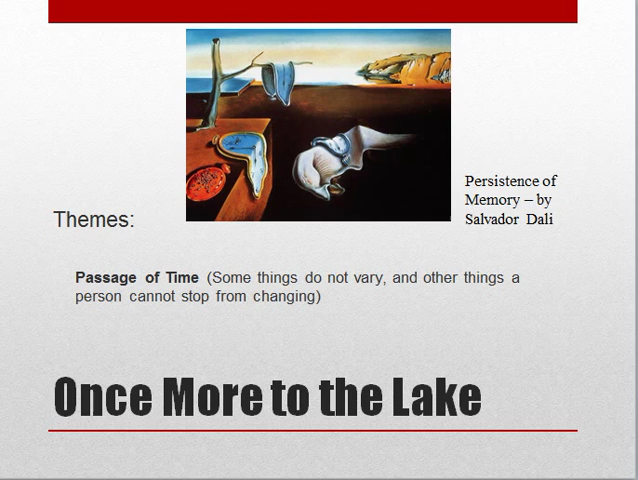 Persistence of
Memory – by
Salvador Dali
Themes:
Passage of Time (Some things do not vary, and other things a
person cannot stop from changing)
Once More to the Lake